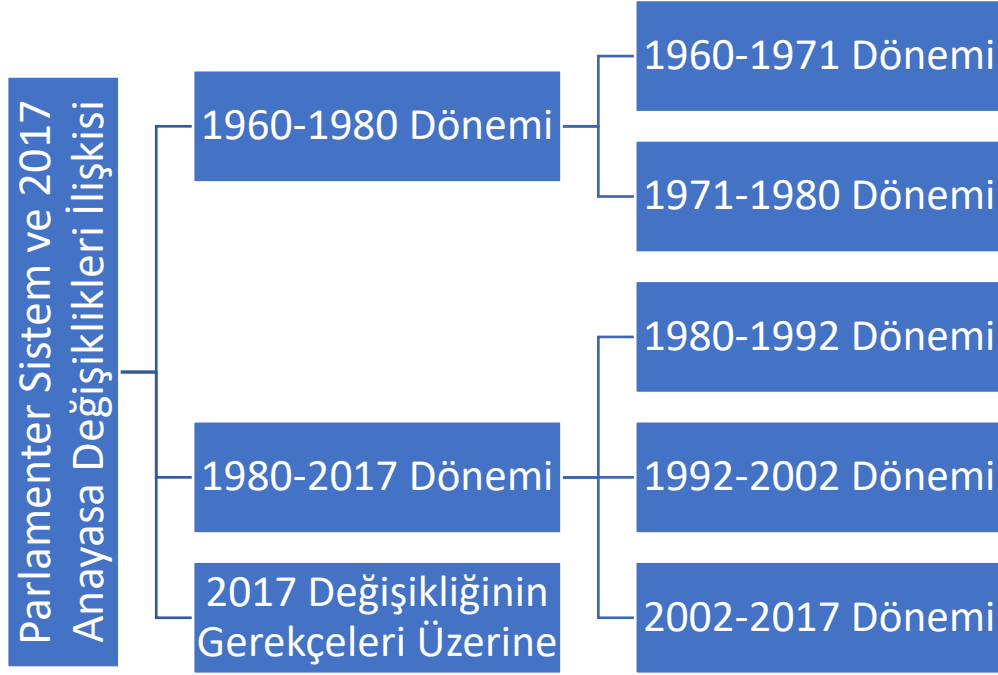 Parlamenter Sistem ve 2017
Anayasa Değişiklikleri İlişkisi
1960-1980 Dönemi
1960-1971 Dönemi
1971-1980 Dönemi
1980-2017 Dönemi
1980-1992 Dönemi
1992-2002 Dönemi
2002-2017 Dönemi
2017 Değişikliğinin
Gerekçeleri Üzerine